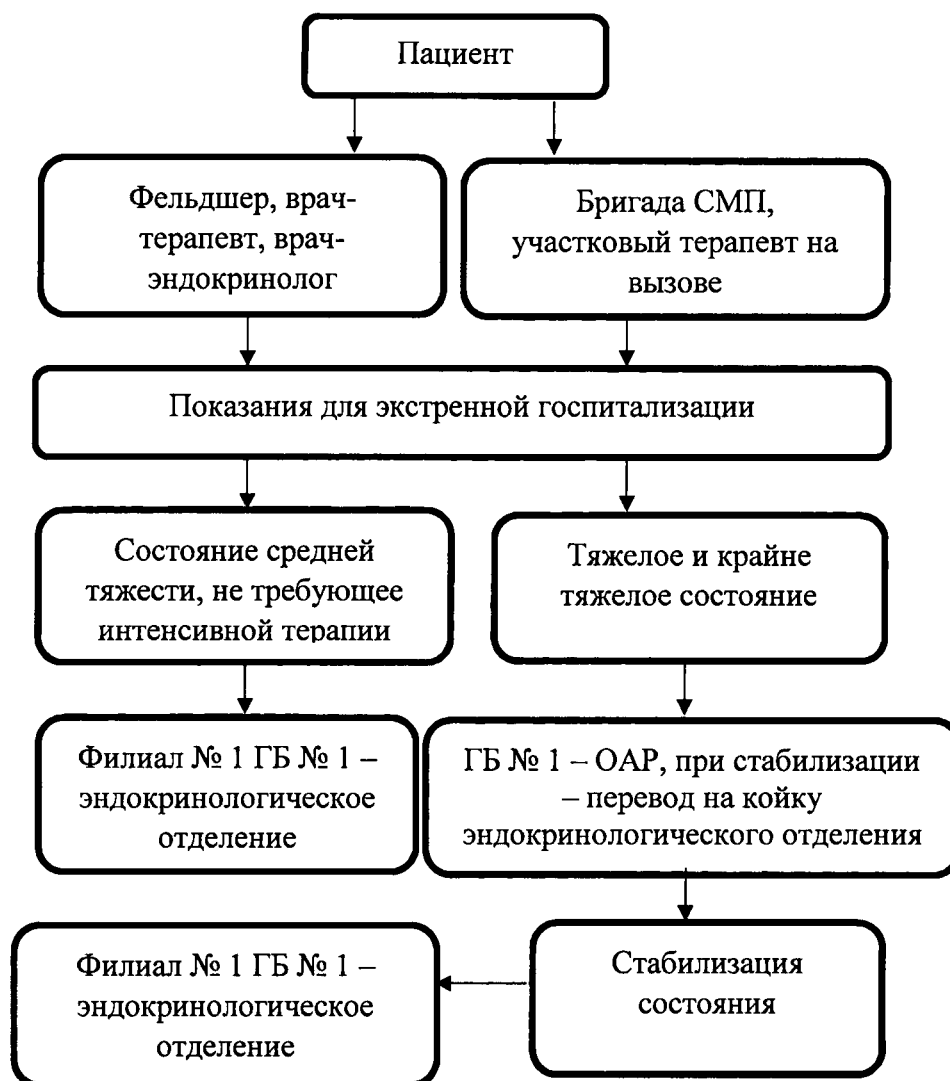 Пациент
Фельдшер, врач-
терапевт, врач-
эндокринолог
Бригада СМП,
участковый терапевт на
вызове
Показания для экстренной госпитализации
Состояние средней
тяжести, не требующее
интенсивной терапии
Тяжелое и крайне
тяжелое состояние
Филиал № 1 ГБ № 1 –
эндокринологическое
отделение
ГБ № 1 – ОАР, при стабилизации
– перевод на койку
эндокринологического отделения
Филиал № 1 ГБ № 1 –
эндокринологическое
отделение
Стабилизация
состояния